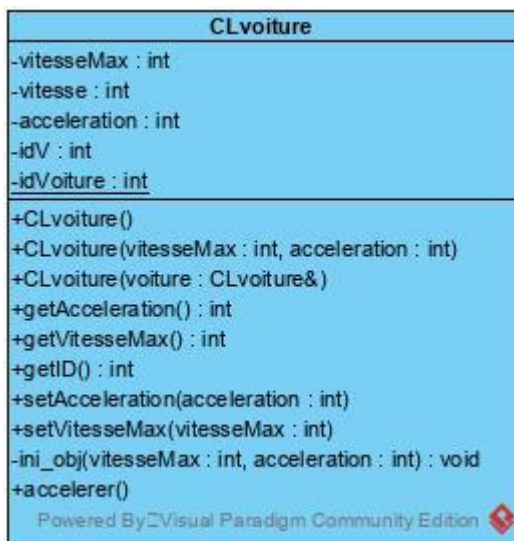 CLvoiture
-vitesseMax : int
-vitesse : int
-acceleration : int
-idV : int
-idVoiture : int
+CLvoiture()
+CLvoiture(vitesseMax : int, acceleration : int)
+CLvoiture(voiture : CLvoiture&)
+getAcceleration() : int
+getVitesseMax() : int
+getID() : int
+setAcceleration(acceleration : int)
+setVitesseMax(vitesseMax : int)
-ini_obj(vitesseMax : int, acceleration : int) : void
+accelerer()
Powered By Visual Paradigm Community Edition